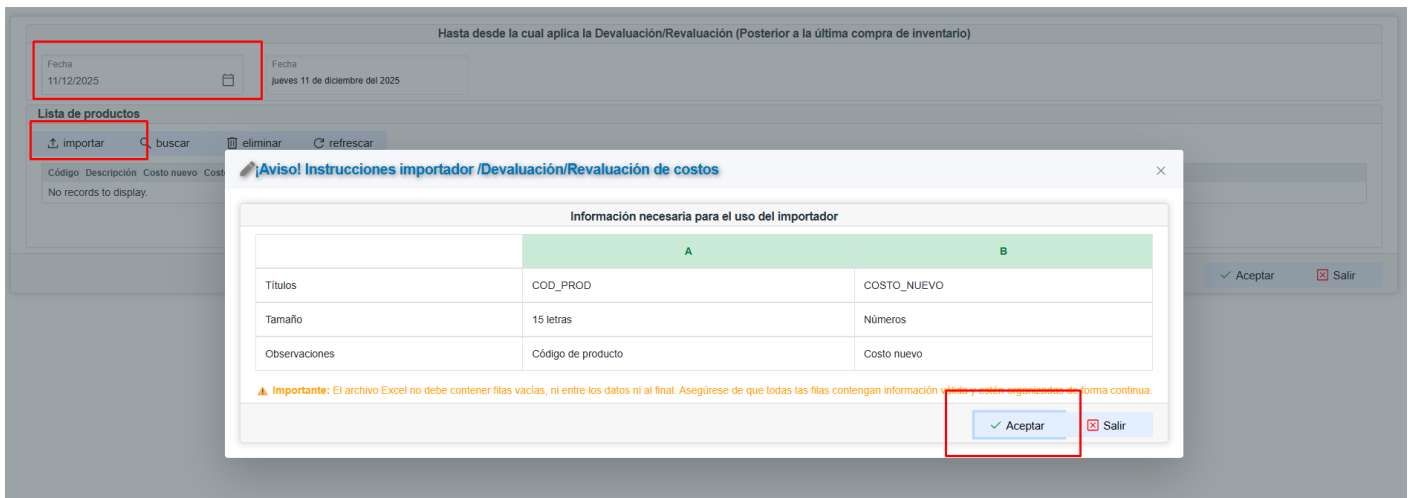 Hasta desde la cual aplica la Devaluación/Revaluación (Posterior a la última compra de inventario)
Fecha
11/12/2025
Fecha
jueves 11 de diciembre del 2025
Lista de productos
importar buscar eliminar refrescar
Código Descripción Costo nuevo
No records to display.
¡Aviso! Instrucciones importador /Devaluación/Revaluación de costos
Información necesaria para el uso del importador
A B
Títulos COD_PROD COSTO_NUEVO
Tamaño 15 letras Números
Observaciones Código de producto Costo nuevo
Importante: El archivo Excel no debe contener filas vacías, ni entre los datos ni al final. Asegúrese de que todas las filas contengan información válida y estén organizadas de forma continua.
Aceptar Salir
Aceptar Salir